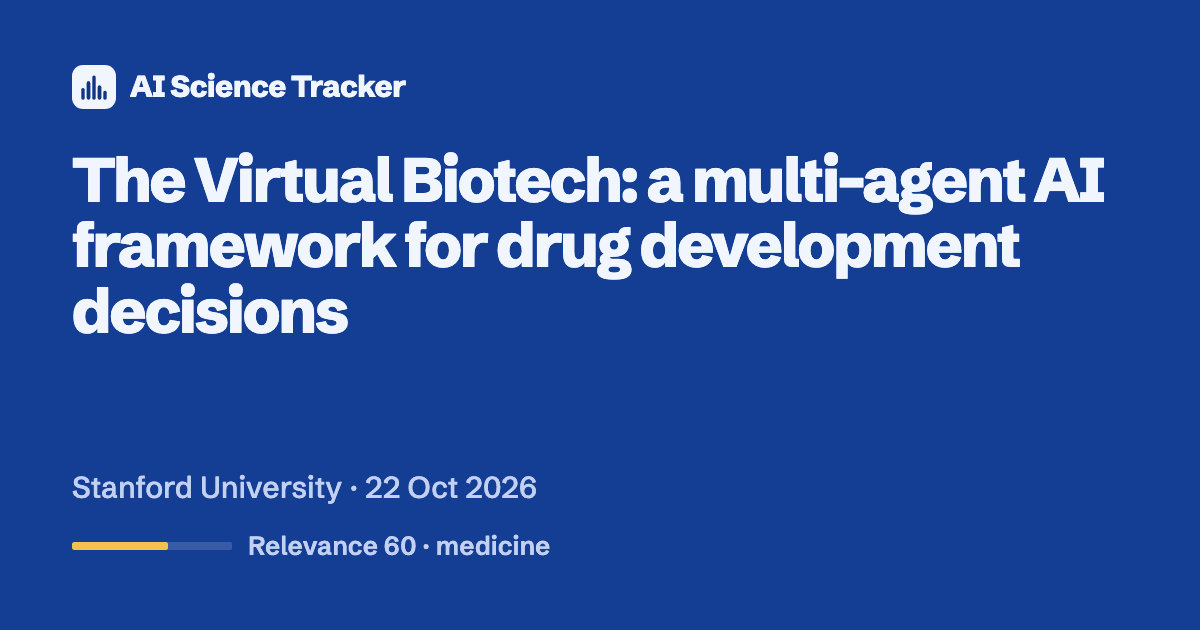 AI Science Tracker
The Virtual Biotech: a multi-agent AI
framework for drug development
decisions
Stanford University · 22 Oct 2026
Relevance 60 · medicine